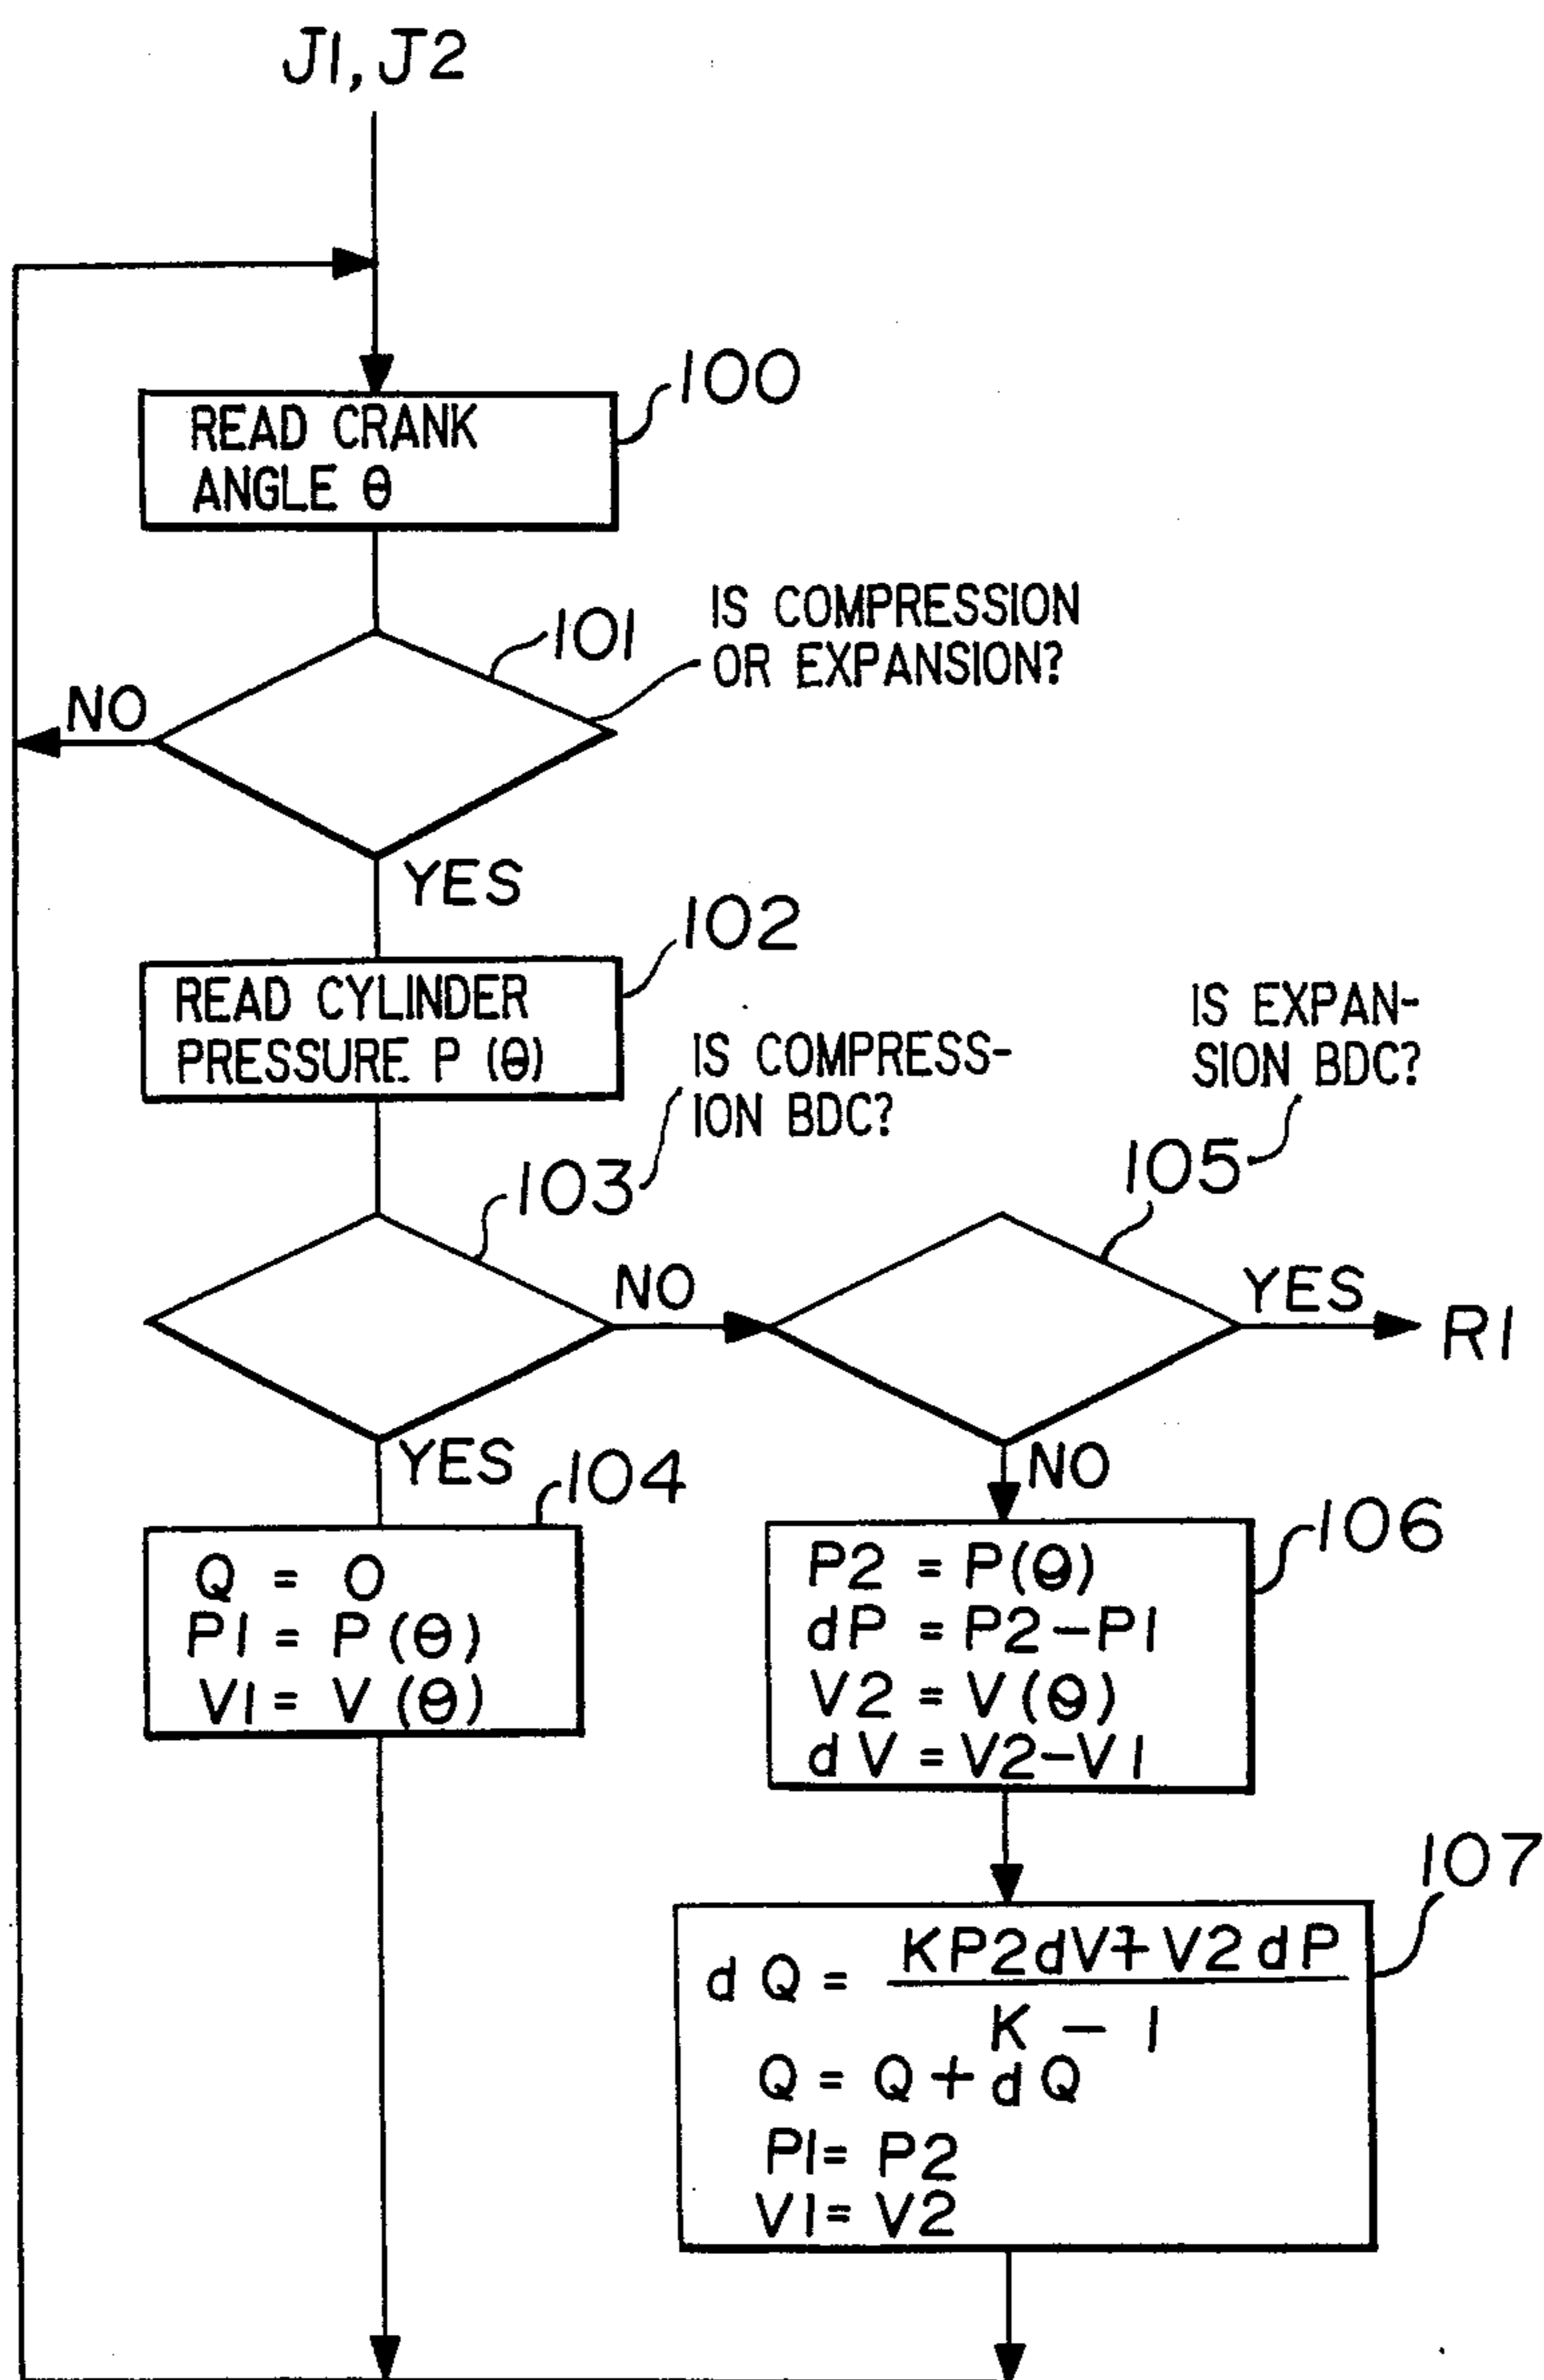 J1, J2
100
READ CRANK
ANGLE θ
101
IS COMPRESSION
OR EXPANSION?
NO
YES
102
READ CYLINDER
PRESSURE P (θ)
IS COMPRESS-
ION BDC?
IS EXPAN-
SION BDC?
103
105
NO
YES
R1
YES
104
NO
106
Q = 0
P1 = P (θ)
V1 = V (θ)
P2 = P(θ)
dP = P2-P1
V2 = V(θ)
dV = V2-V1
107
dQ = KP2dV+V2dP
K - 1
Q = Q + dQ
P1 = P2
V1 = V2